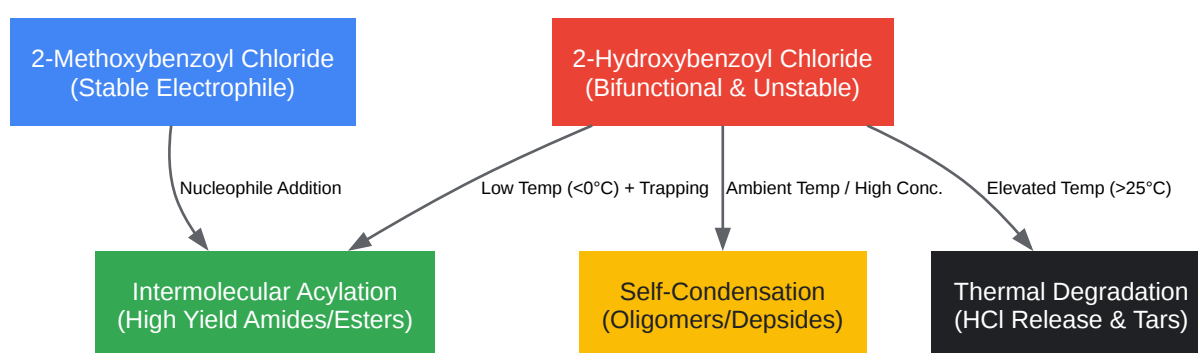 2-Methoxybenzoyl Chloride
(Stable Electrophile)
2-Hydroxybenzoyl Chloride
(Bifunctional & Unstable)
Nucleophile Addition
Low Temp (<0°C) + Trapping
Ambient Temp / High Conc.
Elevated Temp (>25°C)
Intermolecular Acylation
(High Yield Amides/Esters)
Self-Condensation
(Oligomers/Depsides)
Thermal Degradation
(HCl Release & Tars)